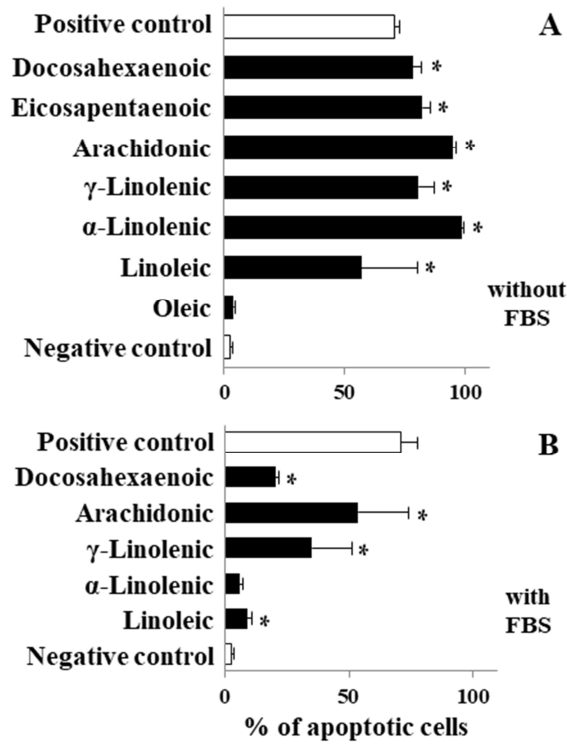 Positive control
A
Docosahexaenoic
*
Eicosapentaenoic
*
Arachidonic
*
γ-Linolenic
*
α-Linolenic
*
Linoleic
*
Oleic
without
FBS
Negative control
0 50 100
Positive control
B
Docosahexaenoic
*
Arachidonic
*
γ-Linolenic
*
α-Linolenic
Linoleic
*
with
FBS
Negative control
0 50 100
% of apoptotic cells